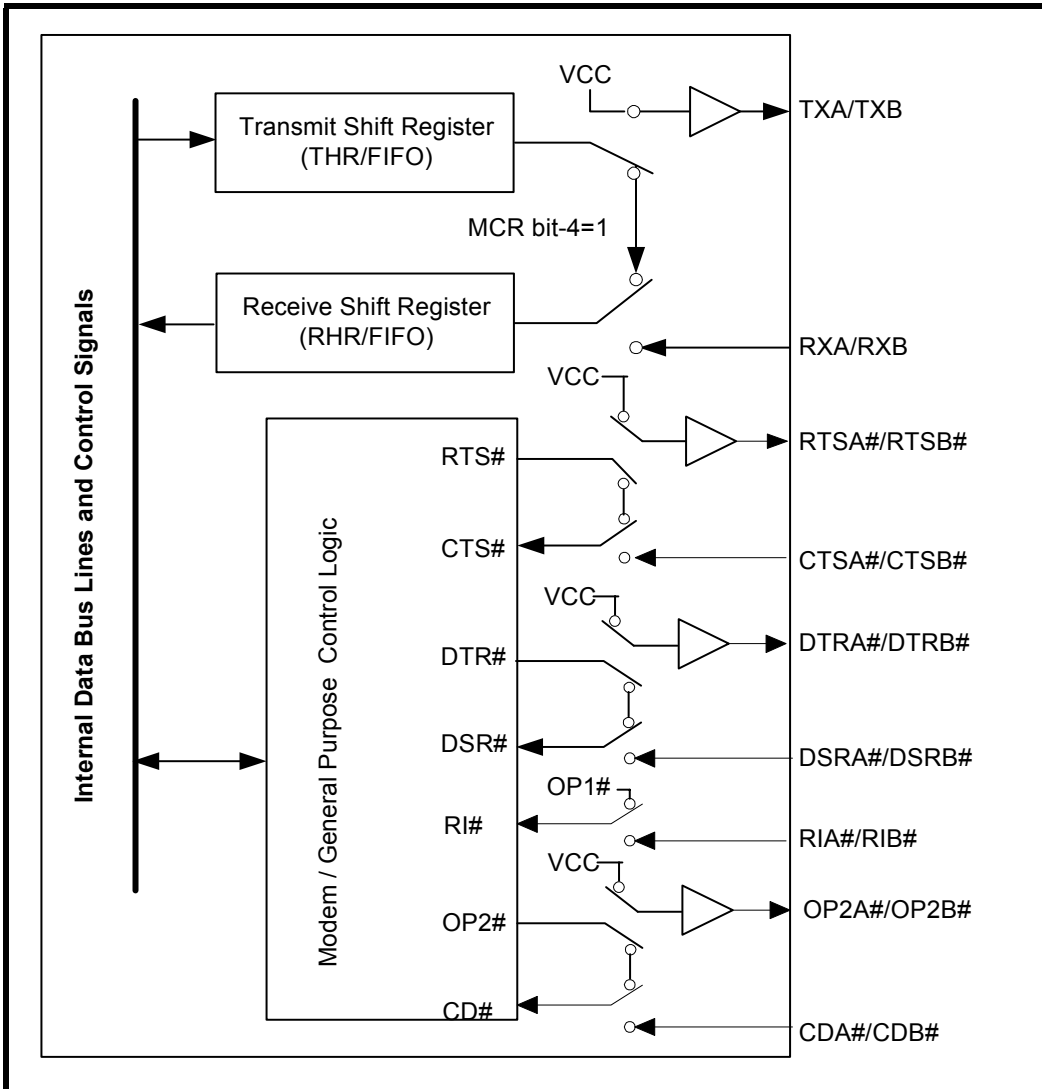 VCC
TXA/TXB
Transmit Shift Register
(THR/FIFO)
MCR bit-4=1
Internal Data Bus Lines and Control Signals
Receive Shift Register
(RHR/FIFO)
RXA/RXB
VCC
RTSA#/RTSB#
RTS#
CTS#
CTSA#/CTSB#
Modem / General Purpose Control Logic
VCC
DTR#
DTRA#/DTRB#
DSR#
DSRA#/DSRB#
OP1#
RI#
RIA#/RIB#
VCC
OP2#
OP2A#/OP2B#
CD#
CDA#/CDB#